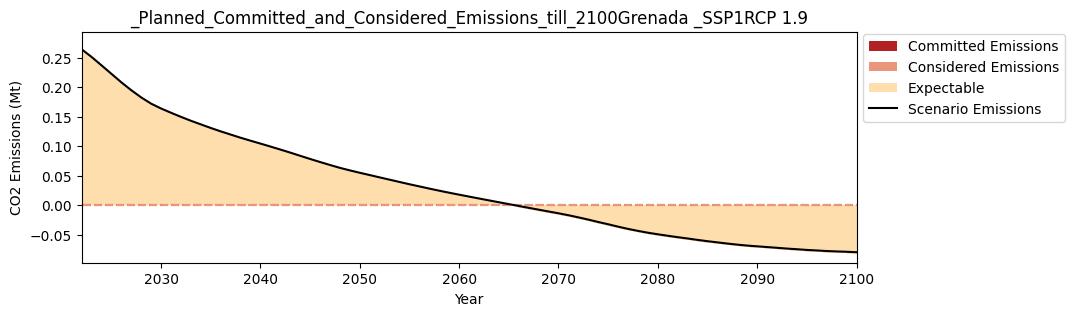 _Planned_Committed_and_Considered_Emissions_till_2100Grenada _SSP1RCP 1.9
CO2 Emissions (Mt)
0.25
0.20
0.15
0.10
0.05
0.00
−0.05
2030 2040 2050 2060 2070 2080 2090 2100
Year
Committed Emissions
Considered Emissions
Expectable
Scenario Emissions